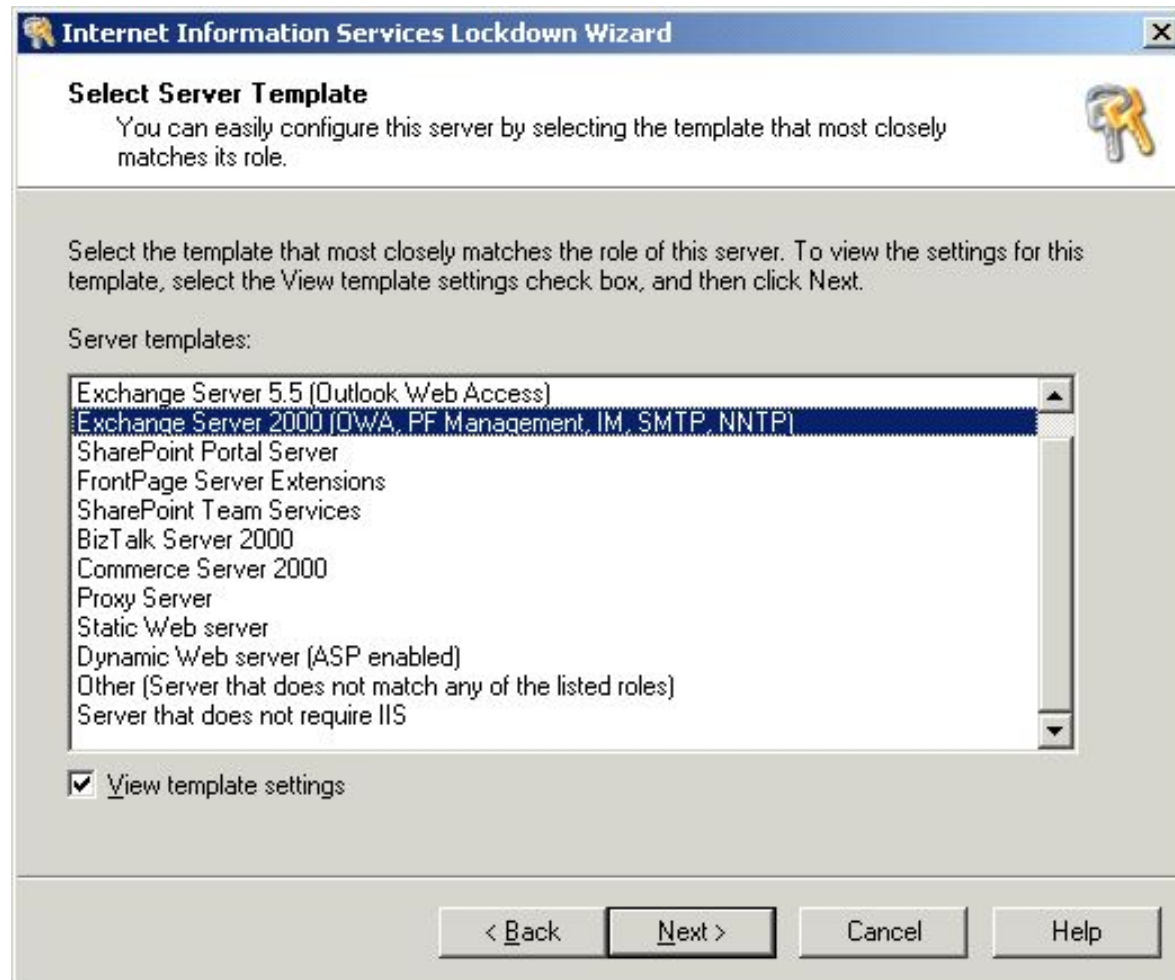 Internet Information Services Lockdown Wizard
Select Server Template
You can easily configure this server by selecting the template that most closely
matches its role.
Select the template that most closely matches the role of this server. To view the settings for this
template, select the View template settings check box, and then click Next.
Server templates:
Exchange Server 5.5 (Outlook Web Access)
Exchange Server 2000 (OWA, PF Management, IM, SMTP, NNTP)
SharePoint Portal Server
FrontPage Server Extensions
SharePoint Team Services
BizTalk Server 2000
Commerce Server 2000
Proxy Server
Static Web server
Dynamic Web server (ASP enabled)
Other (Server that does not match any of the listed roles)
Server that does not require IIS
View template settings
< Back Next > Cancel Help